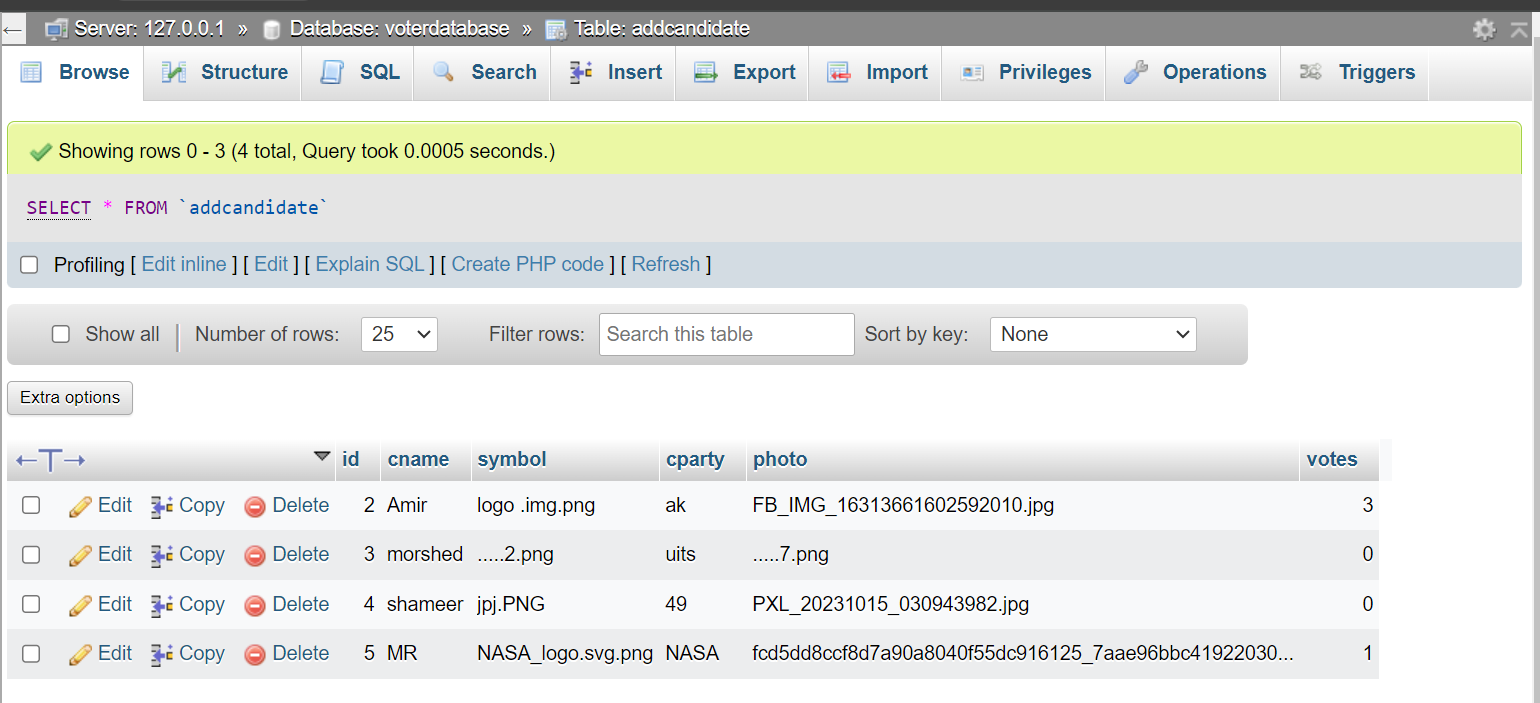 Server: 127.0.0.1 » Database: voterdatabase » Table: addcandidate
Browse Structure SQL Search Insert Export Import Privileges Operations Triggers
Showing rows 0 - 3 (4 total, Query took 0.0005 seconds.)
SELECT * FROM `addcandidate`
Profiling [ Edit inline ] [ Edit ] [ Explain SQL ] [ Create PHP code ] [ Refresh ]
Show all Number of rows: 25 Filter rows: Search this table Sort by key: None
Extra options
id cname symbol cparty photo votes
Edit Copy Delete 2 Amir logo .img.png ak FB_IMG_16313661602592010.jpg 3
Edit Copy Delete 3 morshed .....2.png uits .....7.png 0
Edit Copy Delete 4 shameer jpj.PNG 49 PXL_20231015_030943982.jpg 0
Edit Copy Delete 5 MR NASA_logo.svg.png NASA fcd5dd8ccf8d7a90a8040f55dc916125_7aae96bbc41922030... 1